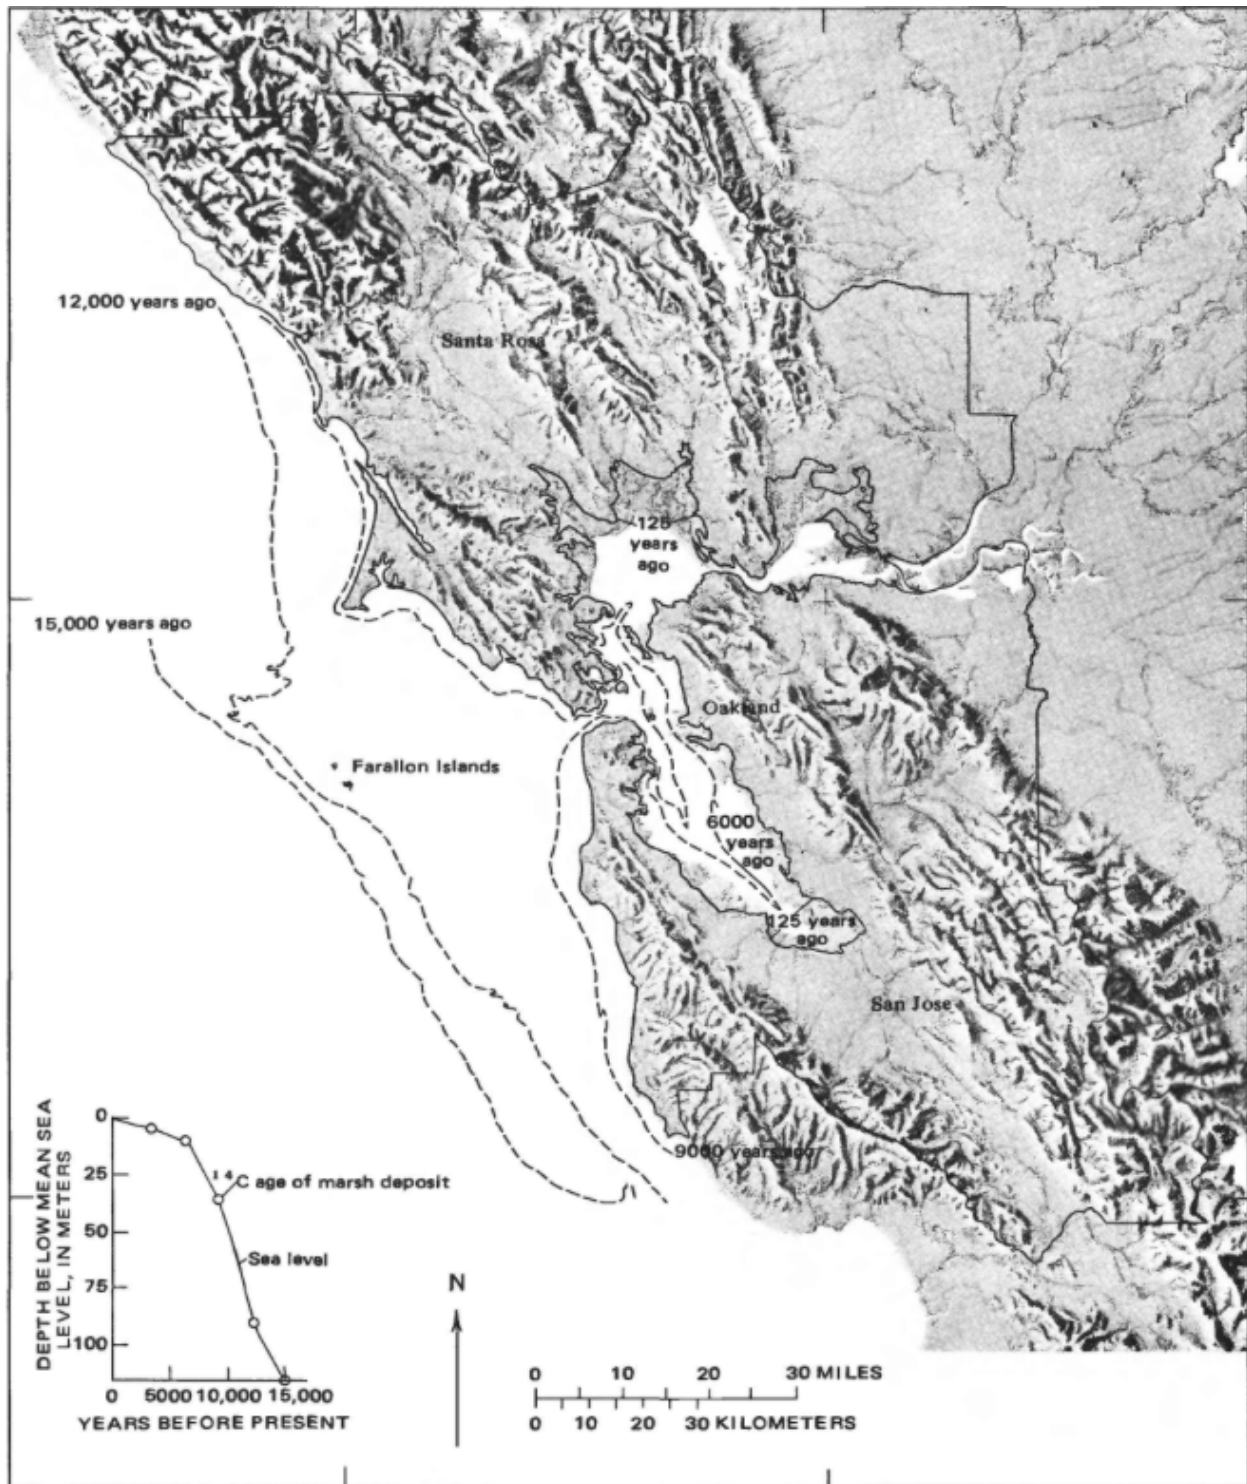 12,000 years ago
Santa Rosa
125
years
ago
15,000 years ago
Oakland
Farallon Islands
6000
years
ago
125 years
ago
San Jose
9000 years ago
DEPTH BELOW MEAN SEA
LEVEL, IN METERS
0
25
50
75
100
14C age of marsh deposit
Sea level
0 5000 10,000 15,000
YEARS BEFORE PRESENT
N
0 10 20 30 MILES
0 10 20 30 KILOMETERS